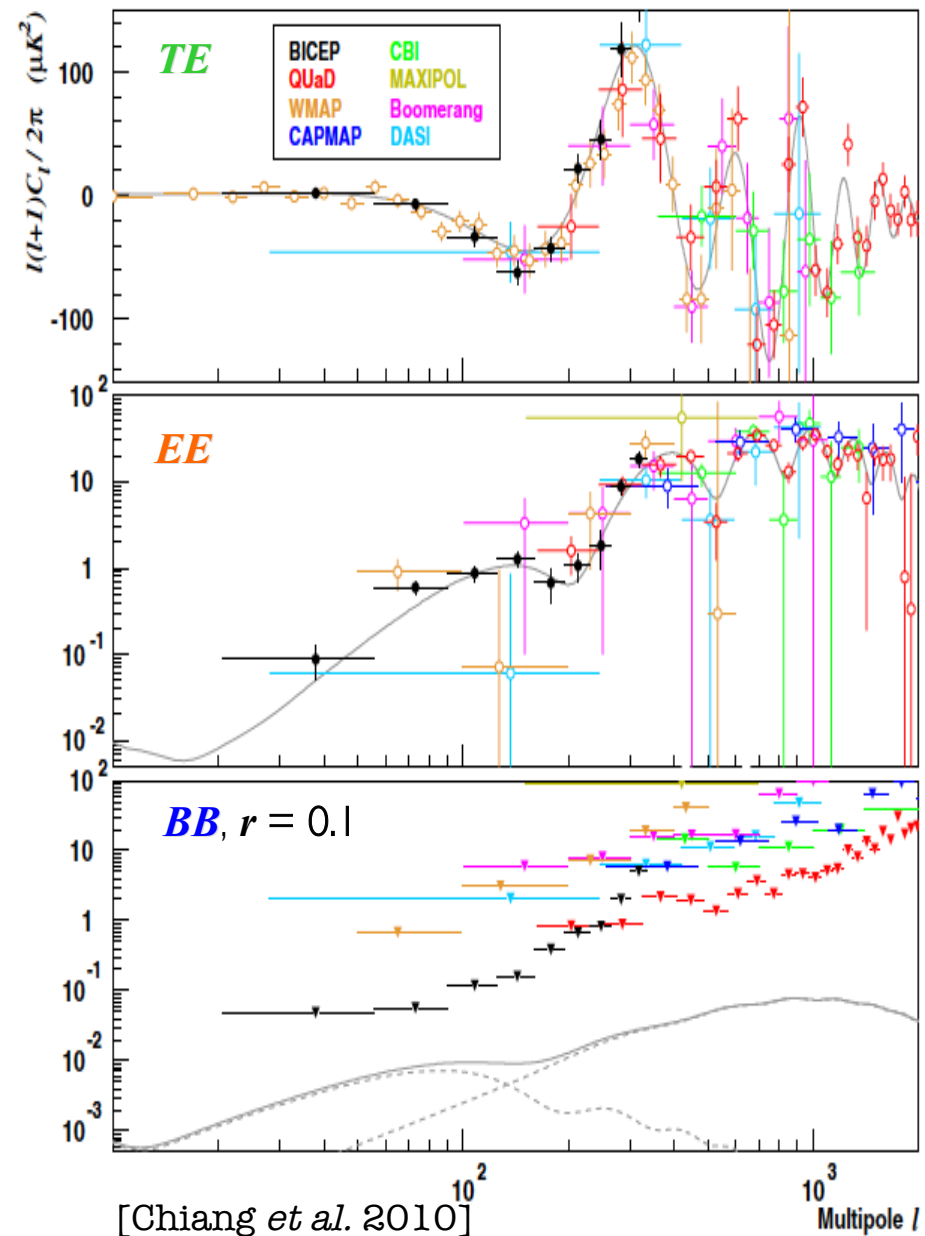 TE
BICEP CBI
QUaD MAXIPOL
WMAP Boomerang
CAPMAP DASI
l(l+1)C_l / 2π (μK²)
100
0
-100
EE
10²
10
1
10⁻¹
10⁻²
BB, r = 0.1
10²
10
1
10⁻¹
10⁻²
10⁻³
10² 10³
[Chiang et al. 2010]
Multipole l